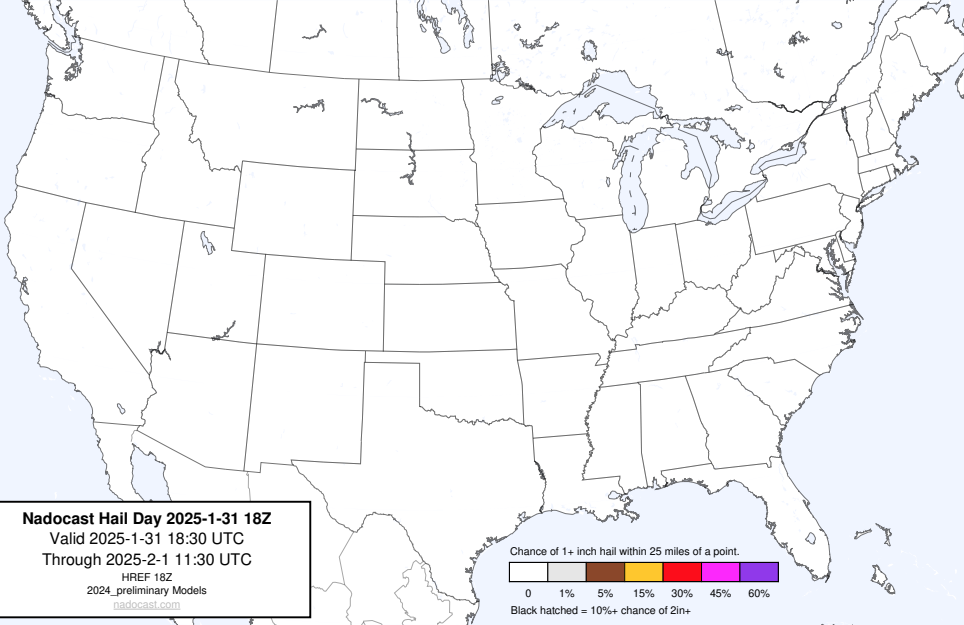 Nadocast Hail Day 2025-1-31 18Z
Valid 2025-1-31 18:30 UTC
Through 2025-2-1 11:30 UTC
HREF 18Z
2024_preliminary Models
nadocast.com
Chance of 1+ inch hail within 25 miles of a point.
0 1% 5% 15% 30% 45% 60%
Black hatched = 10%+ chance of 2in+